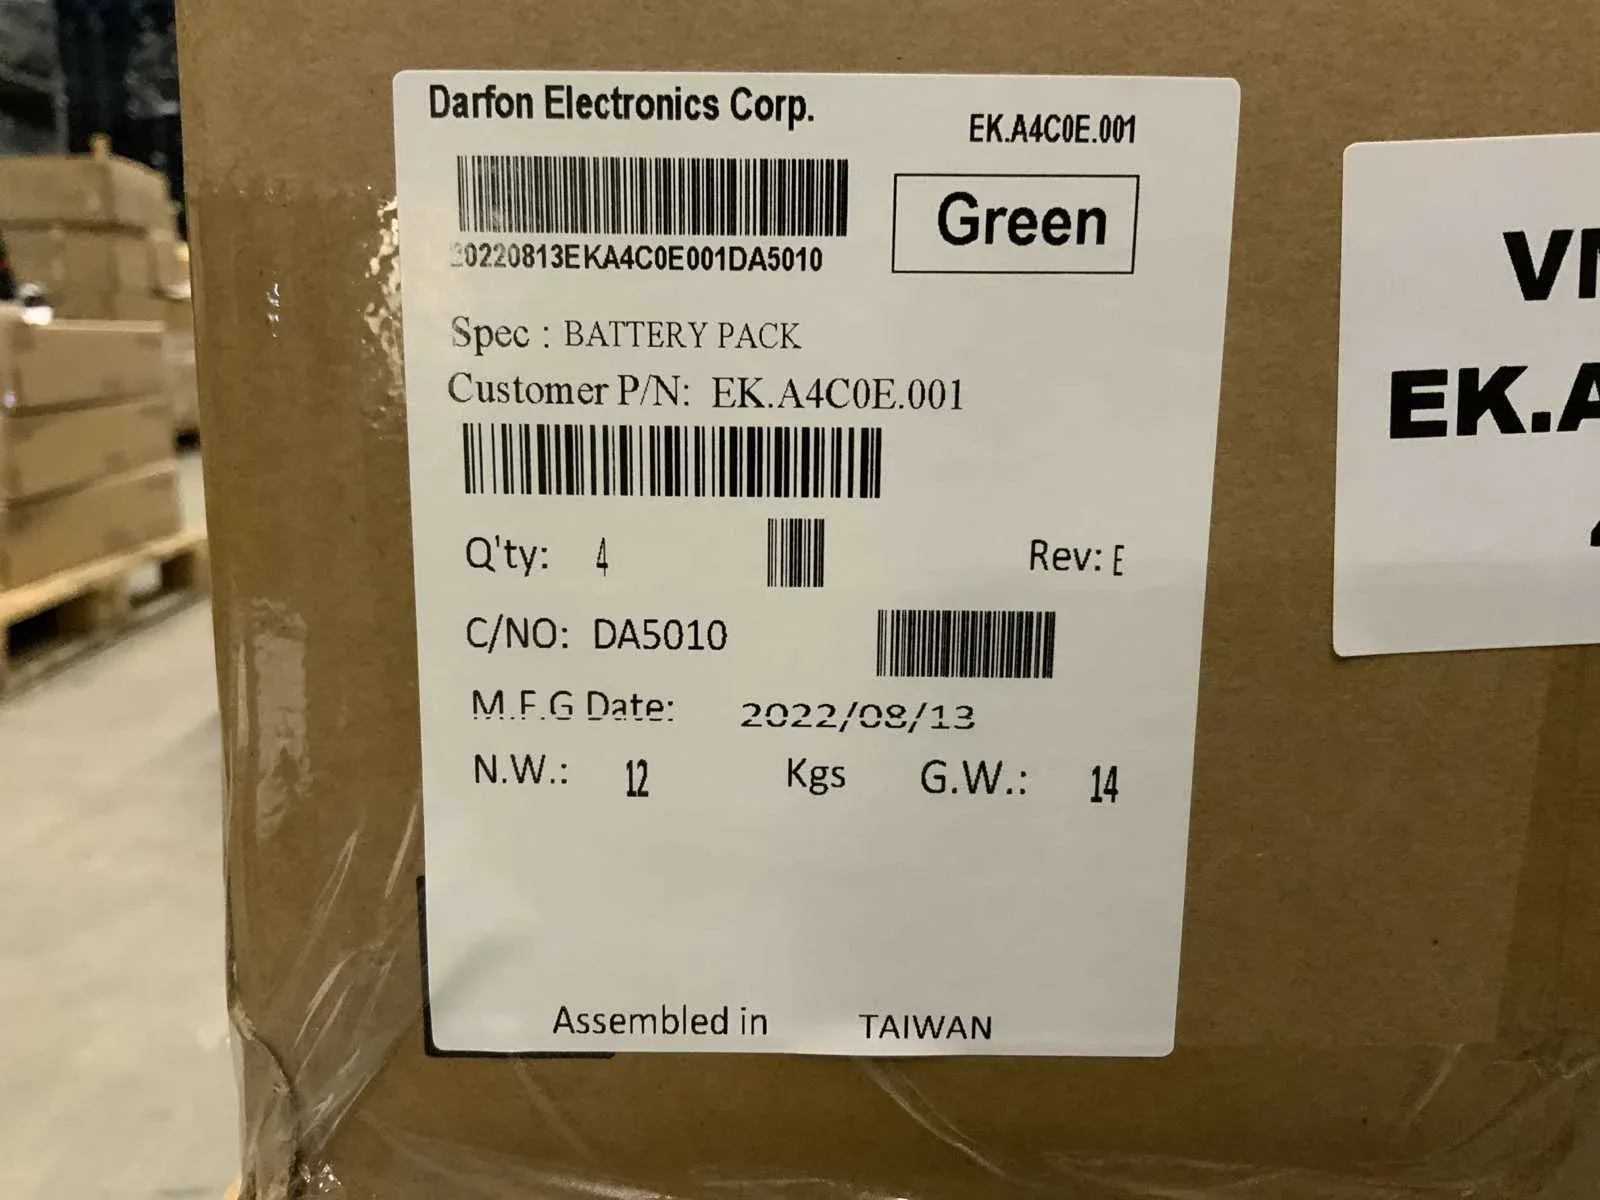 Darfon Electronics Corp.
EK.A4C0E.001
20220813EKA4C0E001DA5010
Green
Spec : BATTERY PACK
Customer P/N: EK.A4C0E.001
Q'ty: 4 Rev: E
C/NO: DA5010
M.F.G Date: 2022/08/13
N.W.: 12 Kgs G.W.: 14
Assembled in TAIWAN
EK.A